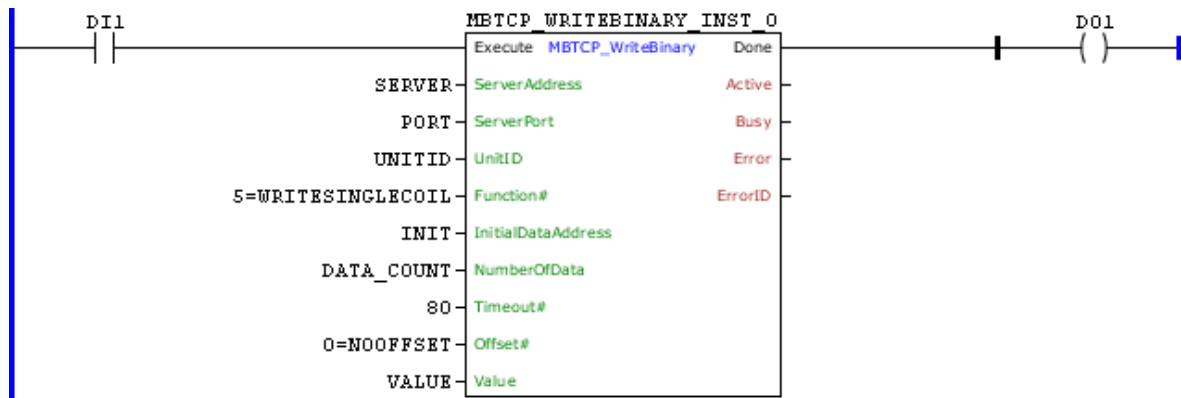 DI1 MBTCP_WRITEBINARY_INST_0 DO1
Execute MBTCP_WriteBinary Done
SERVER ServerAddress Active
PORT ServerPort Busy
UNITID UnitID Error
5=WRITESINGLECOIL Function# ErrorID
INIT InitialDataAddress
DATA_COUNT NumberOfData
80 Timeout#
0=NOOFFSET Offset#
VALUE Value